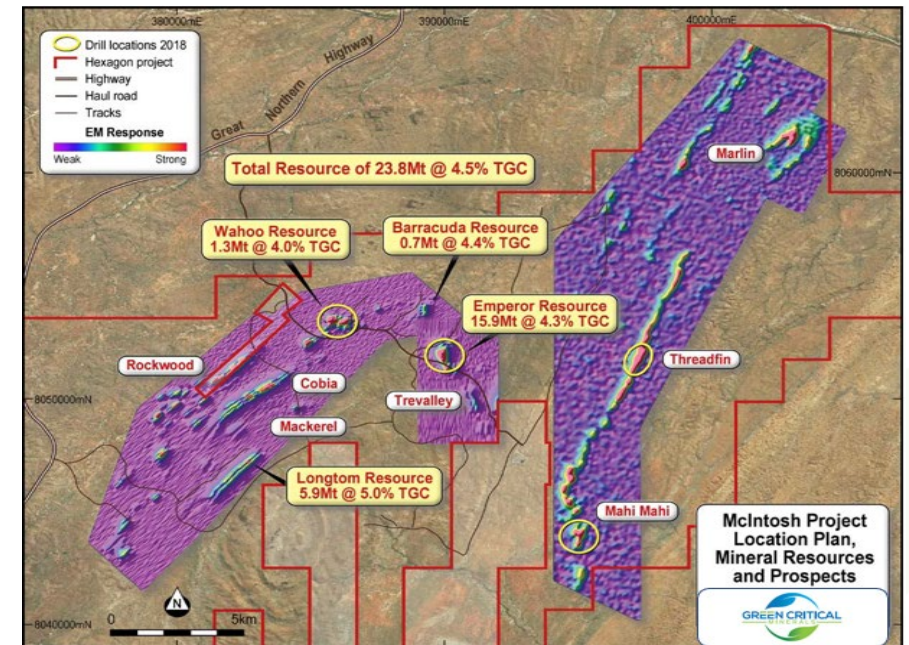 380000mE
390000mE
400000mE
Drill locations 2018
Hexagon project
Highway
Haul road
Tracks
EM Response
Weak
Strong
Great Northern Highway
Total Resource of 23.8Mt @ 4.5% TGC
Marlin
8060000mN
Wahoo Resource
1.3Mt @ 4.0% TGC
Barracuda Resource
0.7Mt @ 4.4% TGC
Emperor Resource
15.9Mt @ 4.3% TGC
Rockwood
Threadfin
Cobia
Trevalley
8050000mN
Mackerel
Longtom Resource
5.9Mt @ 5.0% TGC
Mahi Mahi
McIntosh Project
Location Plan,
Mineral Resources
and Prospects
N
0
5km
8040000mN
GREEN CRITICAL
MINERALS